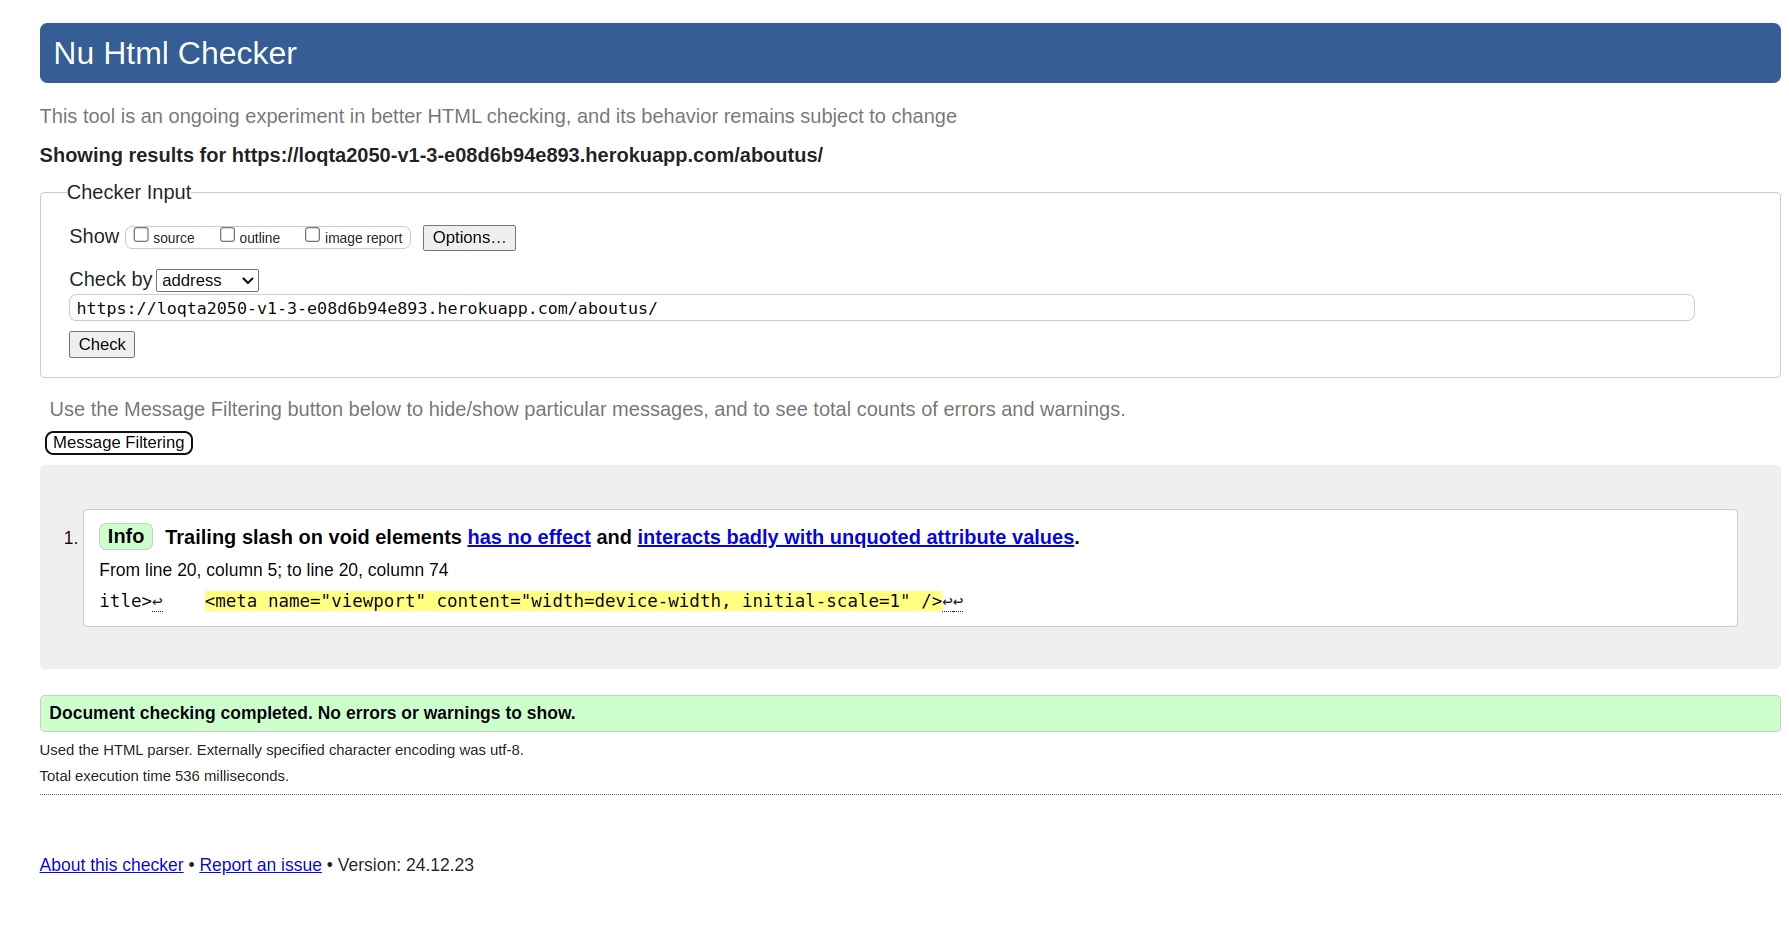 Nu Html Checker
This tool is an ongoing experiment in better HTML checking, and its behavior remains subject to change
Showing results for https://loqta2050-v1-3-e08d6b94e893.herokuapp.com/aboutus/
Checker Input
Show source outline image report Options...
Check by address
https://loqta2050-v1-3-e08d6b94e893.herokuapp.com/aboutus/
Check
Use the Message Filtering button below to hide/show particular messages, and to see total counts of errors and warnings.
Message Filtering
1. Info Trailing slash on void elements has no effect and interacts badly with unquoted attribute values.
From line 20, column 5; to line 20, column 74
itle>↩ <meta name="viewport" content="width=device-width, initial-scale=1" />↩↩
Document checking completed. No errors or warnings to show.
Used the HTML parser. Externally specified character encoding was utf-8.
Total execution time 536 milliseconds.
About this checker • Report an issue • Version: 24.12.23